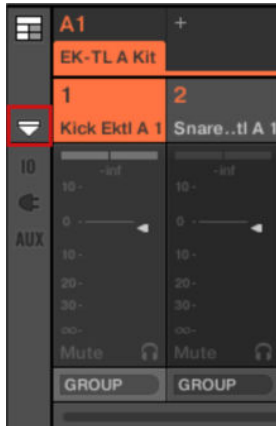 A1 +
EK-TL A Kit
1 2
Kick Ektl A 1 Snare..tl A 1
IO -inf -inf
10- 10-
0- 0-
AUX
10- 10-
20- 20-
30- 30-
∞- ∞-
Mute Mute
GROUP GROUP